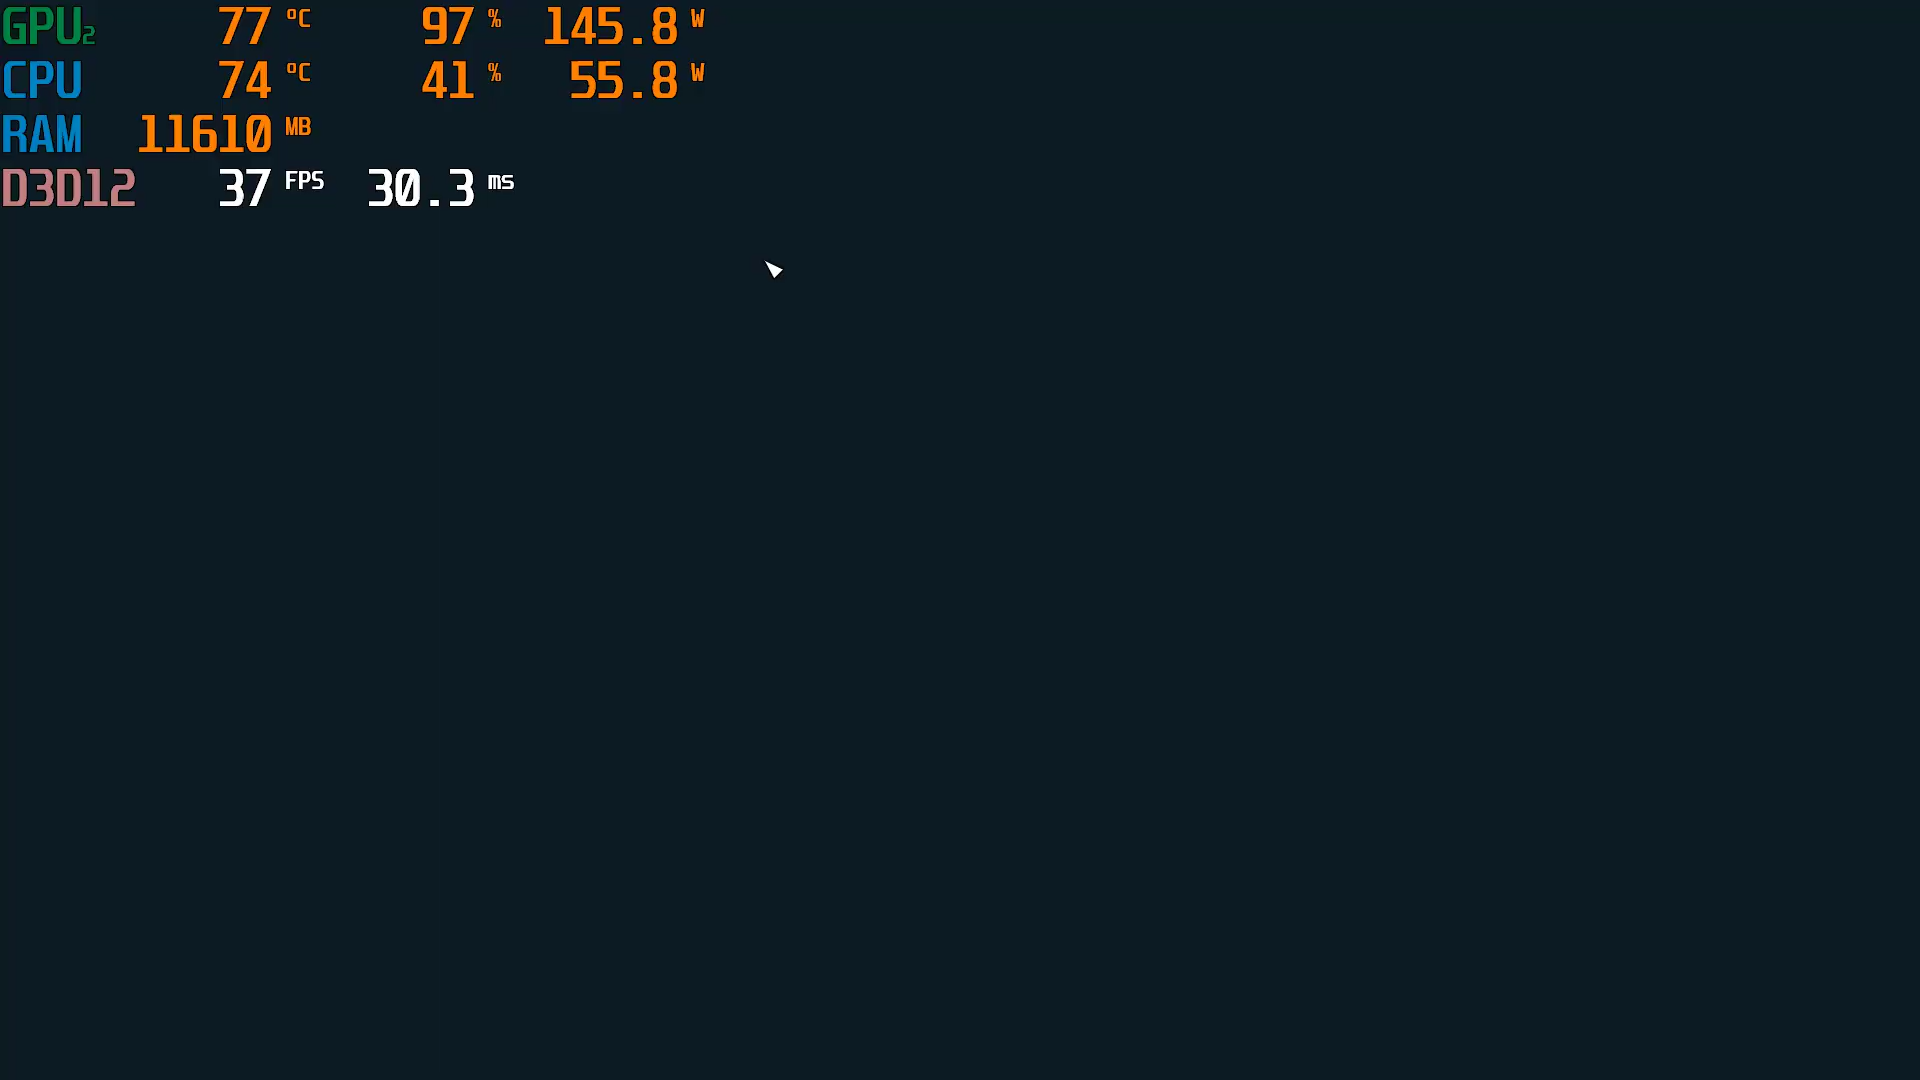 GPU2 77 °C 97 % 145.8 W
CPU 74 °C 41 % 55.8 W
RAM 11610 MB
D3D12 37 FPS 30.3 ms